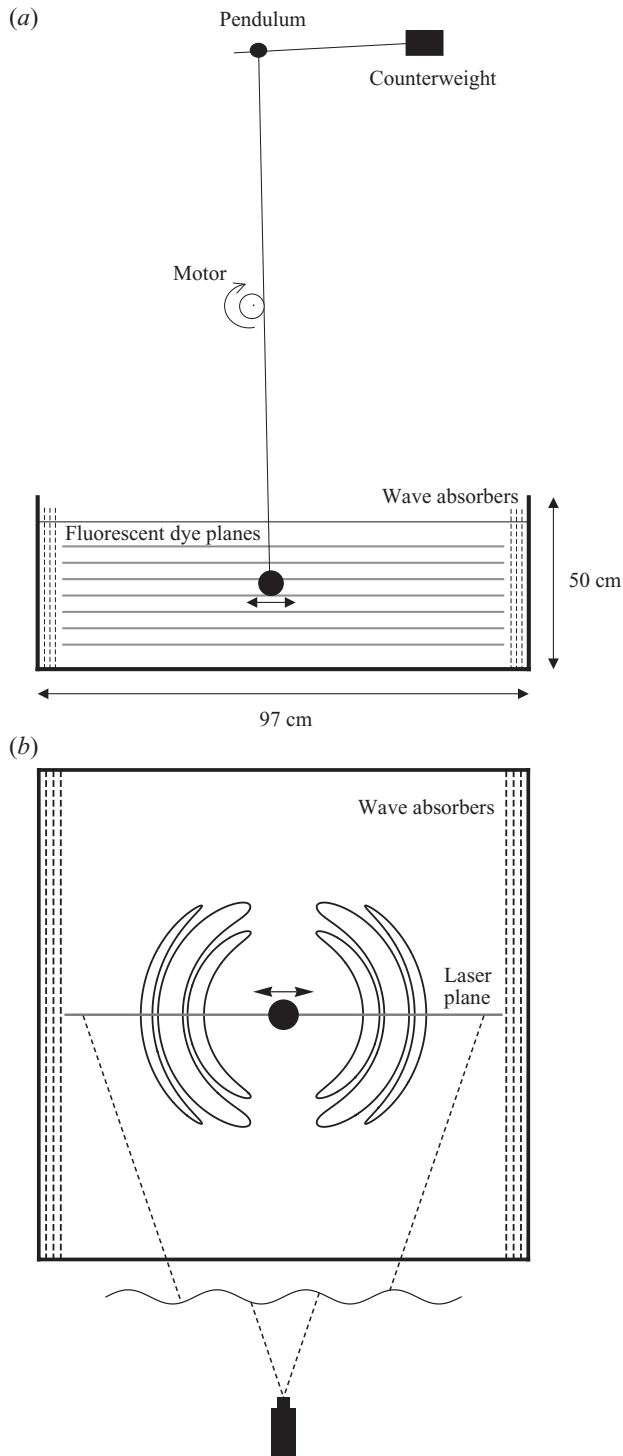 (a)
Pendulum
Counterweight
Motor
Wave absorbers
Fluorescent dye planes
50 cm
97 cm
(b)
Wave absorbers
Laser
plane